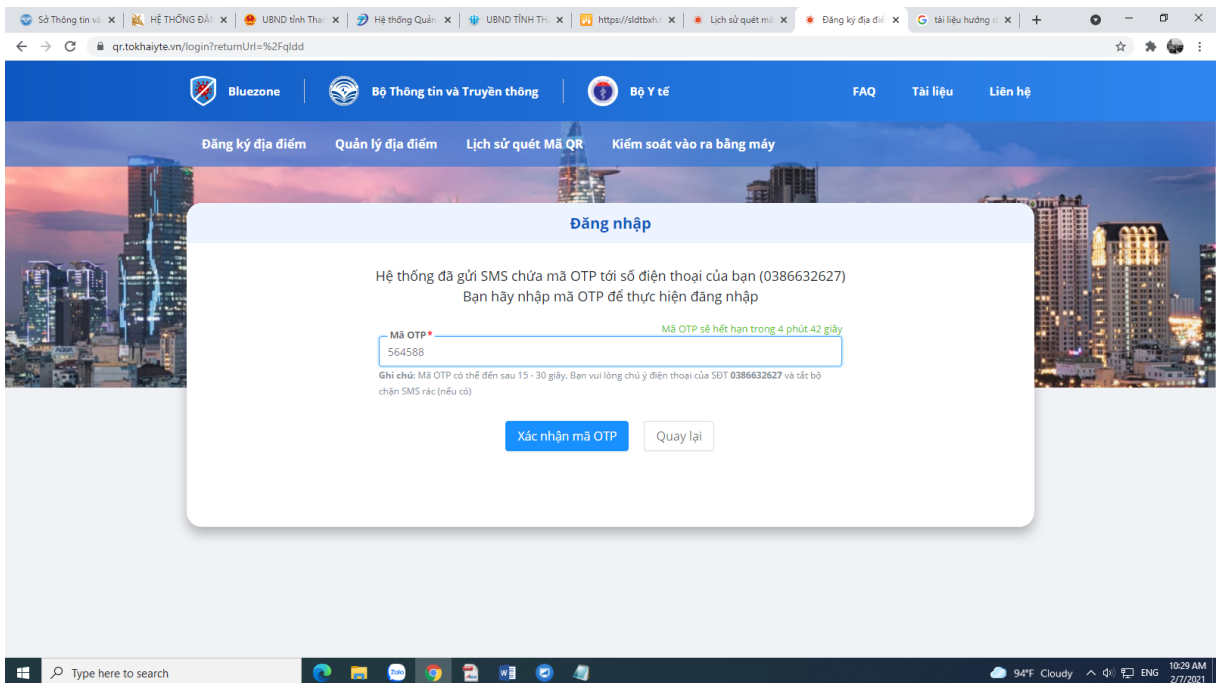 Sở Thông tin và
HỆ THỐNG ĐÁN
UBND tỉnh Than
Hệ thống Quản
UBND TỈNH TH
https://sldtbxh.
Lịch sử quét mã
Đăng ký địa điể
tài liệu hướng d
qr.tokhaiyte.vn/login?returnUrl=%2Fqldd
Bluezone
Bộ Thông tin và Truyền thông
Bộ Y tế
FAQ
Tài liệu
Liên hệ
Đăng ký địa điểm
Quản lý địa điểm
Lịch sử quét Mã QR
Kiểm soát vào ra bằng máy
Đăng nhập
Hệ thống đã gửi SMS chứa mã OTP tới số điện thoại của bạn (0386632627)
Bạn hãy nhập mã OTP để thực hiện đăng nhập
Mã OTP *
Mã OTP sẽ hết hạn trong 4 phút 42 giây
564588
Ghi chú: Mã OTP có thể đến sau 15 - 30 giây. Bạn vui lòng chú ý điện thoại của SĐT 0386632627 và tắt bộ
chặn SMS rác (nếu có)
Xác nhận mã OTP
Quay lại
Type here to search
Zalo
94°F Cloudy
ENG
10:29 AM
2/7/2021